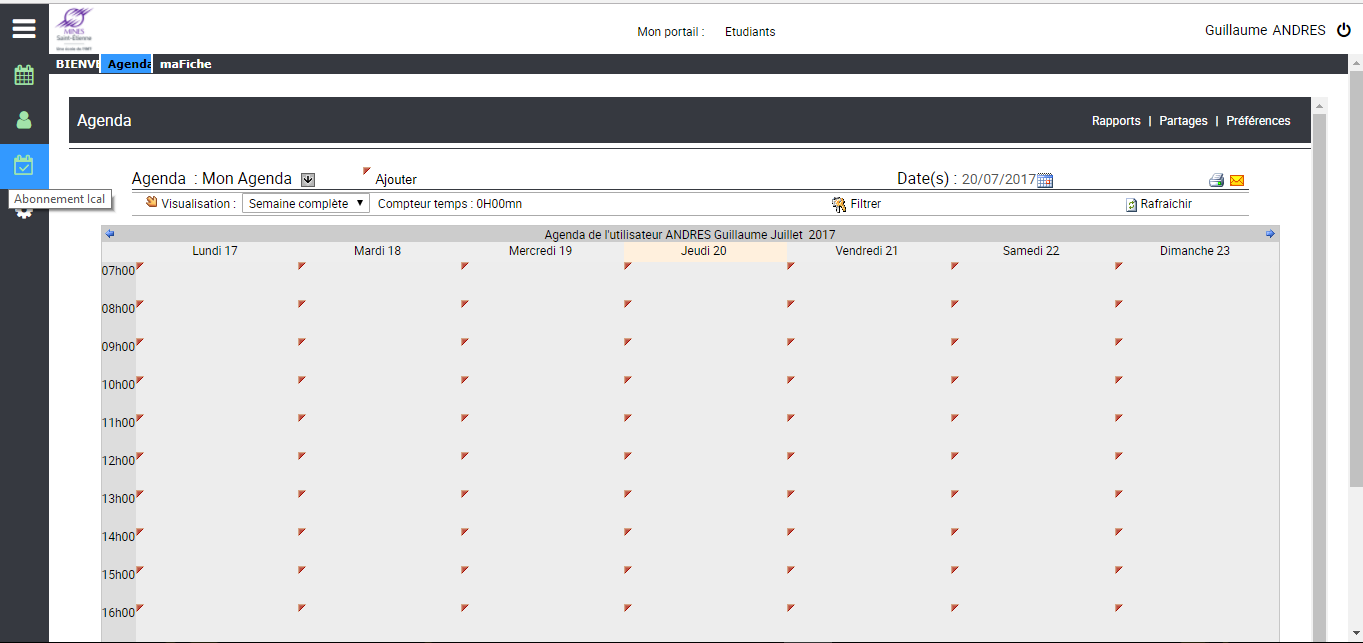 MINES
Saint-Étienne
Mon portail :
Etudiants
Guillaume ANDRES
BIENVE
Agenda
maFiche
Agenda
Rapports | Partages | Préférences
Abonnement Ical
Agenda : Mon Agenda
Ajouter
Date(s) : 20/07/2017
Visualisation : Semaine complète Compteur temps : 0H00mn
Filtrer
Rafraichir
Agenda de l'utilisateur ANDRES Guillaume Juillet 2017
Lundi 17 Mardi 18 Mercredi 19 Jeudi 20 Vendredi 21 Samedi 22 Dimanche 23
07h00
08h00
09h00
10h00
11h00
12h00
13h00
14h00
15h00
16h00